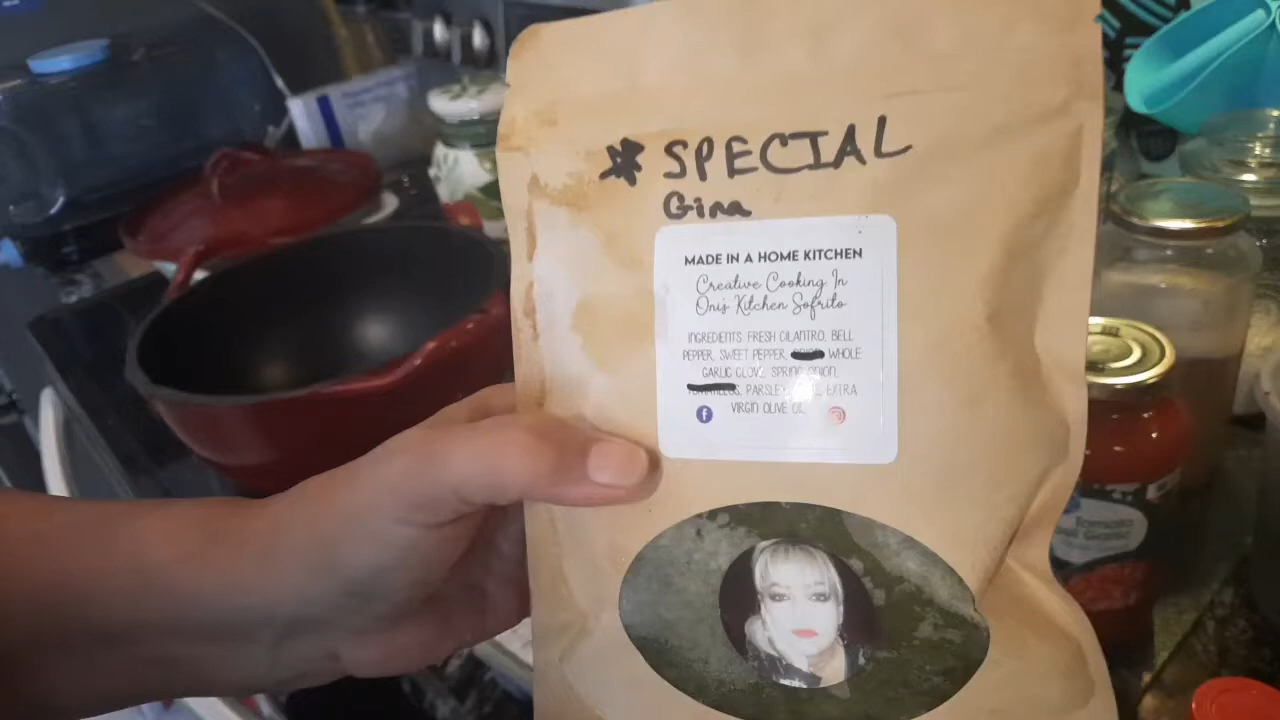 * SPECIAL
Gina
MADE IN A HOME KITCHEN
Creative Cooking In
Oni's Kitchen Sofrito
INGREDIENTS FRESH CILANTRO, BELL
PEPPER, SWEET PEPPER, WHOLE
GARLIC CLOVE, SPRING ONION,
PARSLEY EXTRA
VIRGIN OLIVE OIL
Tomato